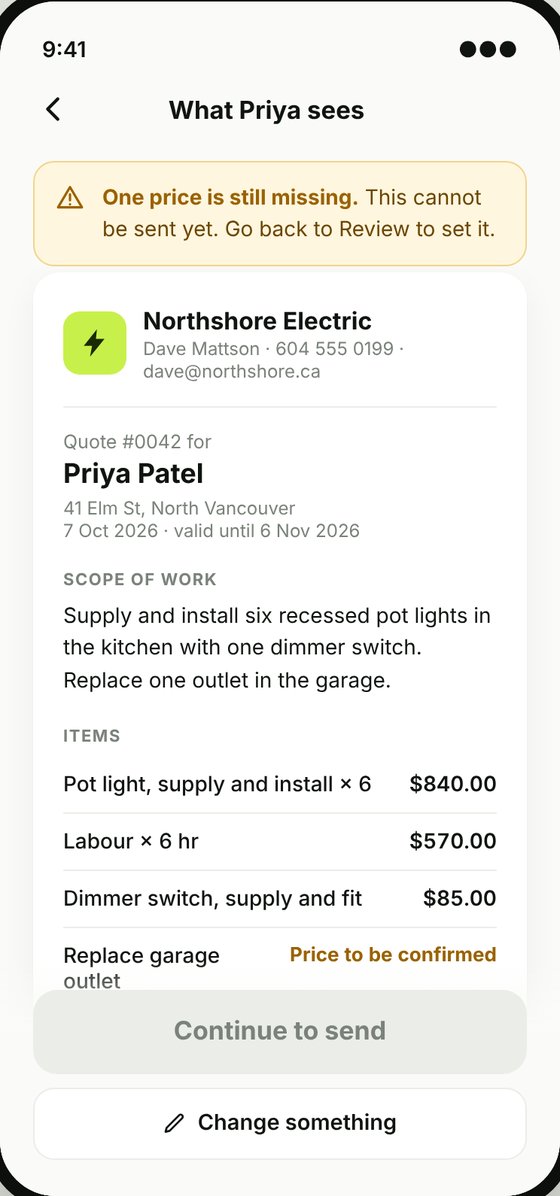 9:41
What Priya sees
One price is still missing. This cannot
be sent yet. Go back to Review to set it.
Northshore Electric
Dave Mattson · 604 555 0199 ·
dave@northshore.ca
Quote #0042 for
Priya Patel
41 Elm St, North Vancouver
7 Oct 2026 · valid until 6 Nov 2026
SCOPE OF WORK
Supply and install six recessed pot lights in
the kitchen with one dimmer switch.
Replace one outlet in the garage.
ITEMS
Pot light, supply and install × 6 $840.00
Labour × 6 hr $570.00
Dimmer switch, supply and fit $85.00
Replace garage Price to be confirmed
outlet
Continue to send
Change something